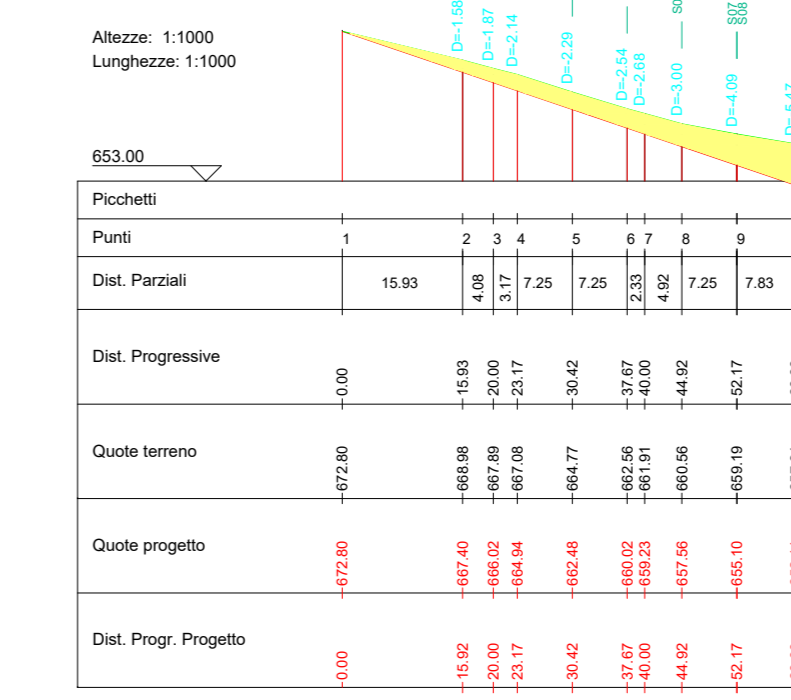 Altezze: 1:1000
Lunghezze: 1:1000
D=-1.58 D=-1.87 D=-2.14 D=-2.29 D=-2.54 D=-2.68 D=-3.00 D=-4.09
S07
S08
653.00
Picchetti
Punti 1 2 3 4 5 6 7 8 9
Dist. Parziali 15.93 4.08 3.17 7.25 7.25 2.33 4.92 7.25 7.83
Dist. Progressive 0.00 15.93 20.00 23.17 30.42 37.67 40.00 44.92 52.17
Quote terreno 672.80 668.98 667.89 667.08 664.77 662.56 661.91 660.56 659.19
Quote progetto 672.80 667.40 666.02 664.94 662.48 660.02 659.23 657.56 655.10
Dist. Progr. Progetto 0.00 15.92 20.00 23.17 30.42 37.67 40.00 44.92 52.17